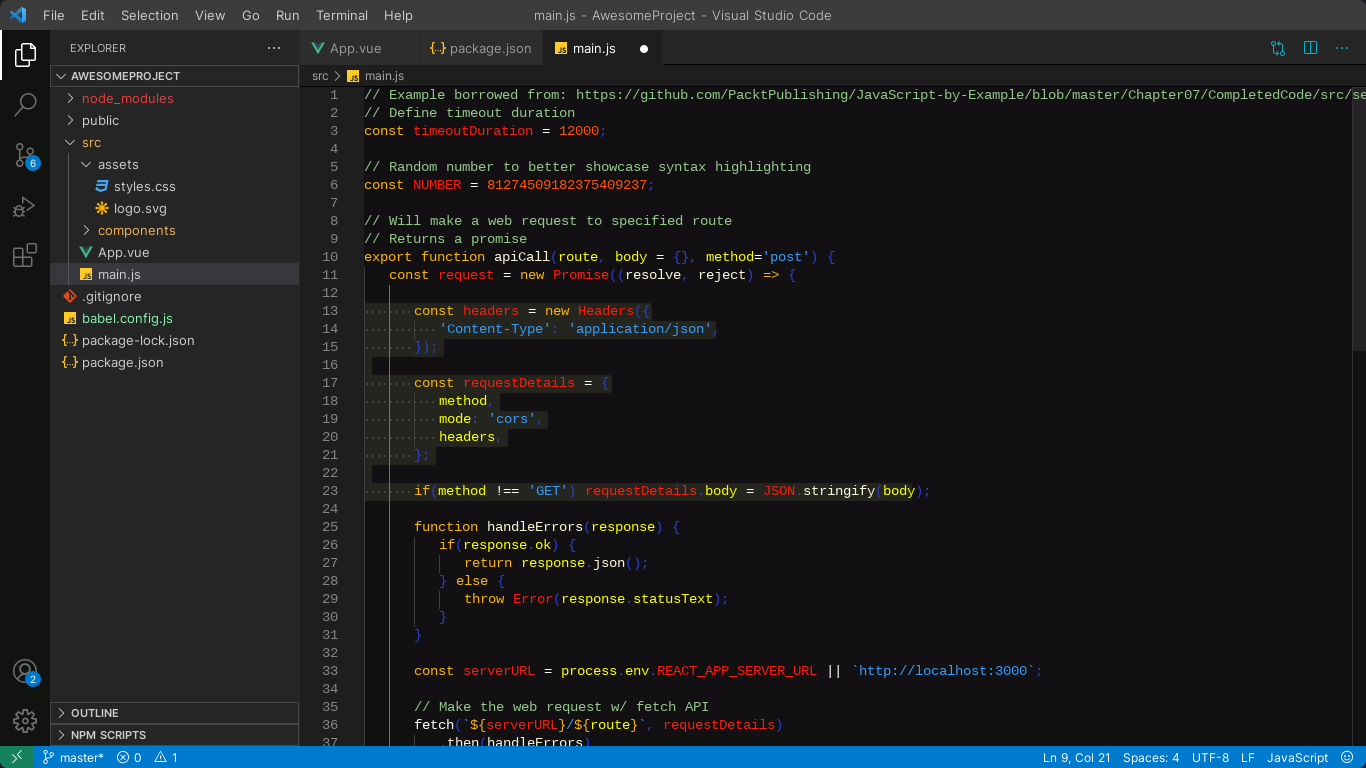 File Edit Selection View Go Run Terminal Help
main.js - AwesomeProject - Visual Studio Code
EXPLORER
AWESOMEPROJECT
node_modules
public
src
assets
styles.css
logo.svg
components
App.vue
main.js
.gitignore
babel.config.js
package-lock.json
package.json
OUTLINE
NPM SCRIPTS
6
2
App.vue package.json main.js
src main.js
1 // Example borrowed from: https://github.com/PacktPublishing/JavaScript-by-Example/blob/master/Chapter07/CompletedCode/src/se
2 // Define timeout duration
3 const timeoutDuration = 12000;
4
5 // Random number to better showcase syntax highlighting
6 const NUMBER = 81274509182375409237;
7
8 // Will make a web request to specified route
9 // Returns a promise
10 export function apiCall(route, body = {}, method='post') {
11 const request = new Promise((resolve, reject) => {
12
13 const headers = new Headers({
14 'Content-Type': 'application/json',
15 });
16
17 const requestDetails = {
18 method,
19 mode: 'cors',
20 headers,
21 };
22
23 if(method !== 'GET') requestDetails.body = JSON.stringify(body);
24
25 function handleErrors(response) {
26 if(response.ok) {
27 return response.json();
28 } else {
29 throw Error(response.statusText);
30 }
31 }
32
33 const serverURL = process.env.REACT_APP_SERVER_URL || `http://localhost:3000`;
34
35 // Make the web request w/ fetch API
36 fetch(`${serverURL}/${route}`, requestDetails)
37 .then(handleErrors)
master* 0 1 Ln 9, Col 21 Spaces: 4 UTF-8 LF JavaScript